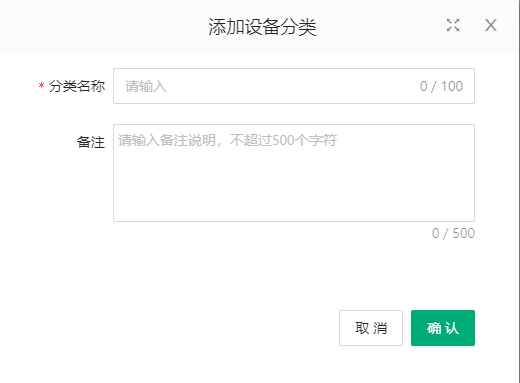 添加设备分类
* 分类名称 请输入 0 / 100
备注 请输入备注说明，不超过500个字符
0 / 500
取消 确认